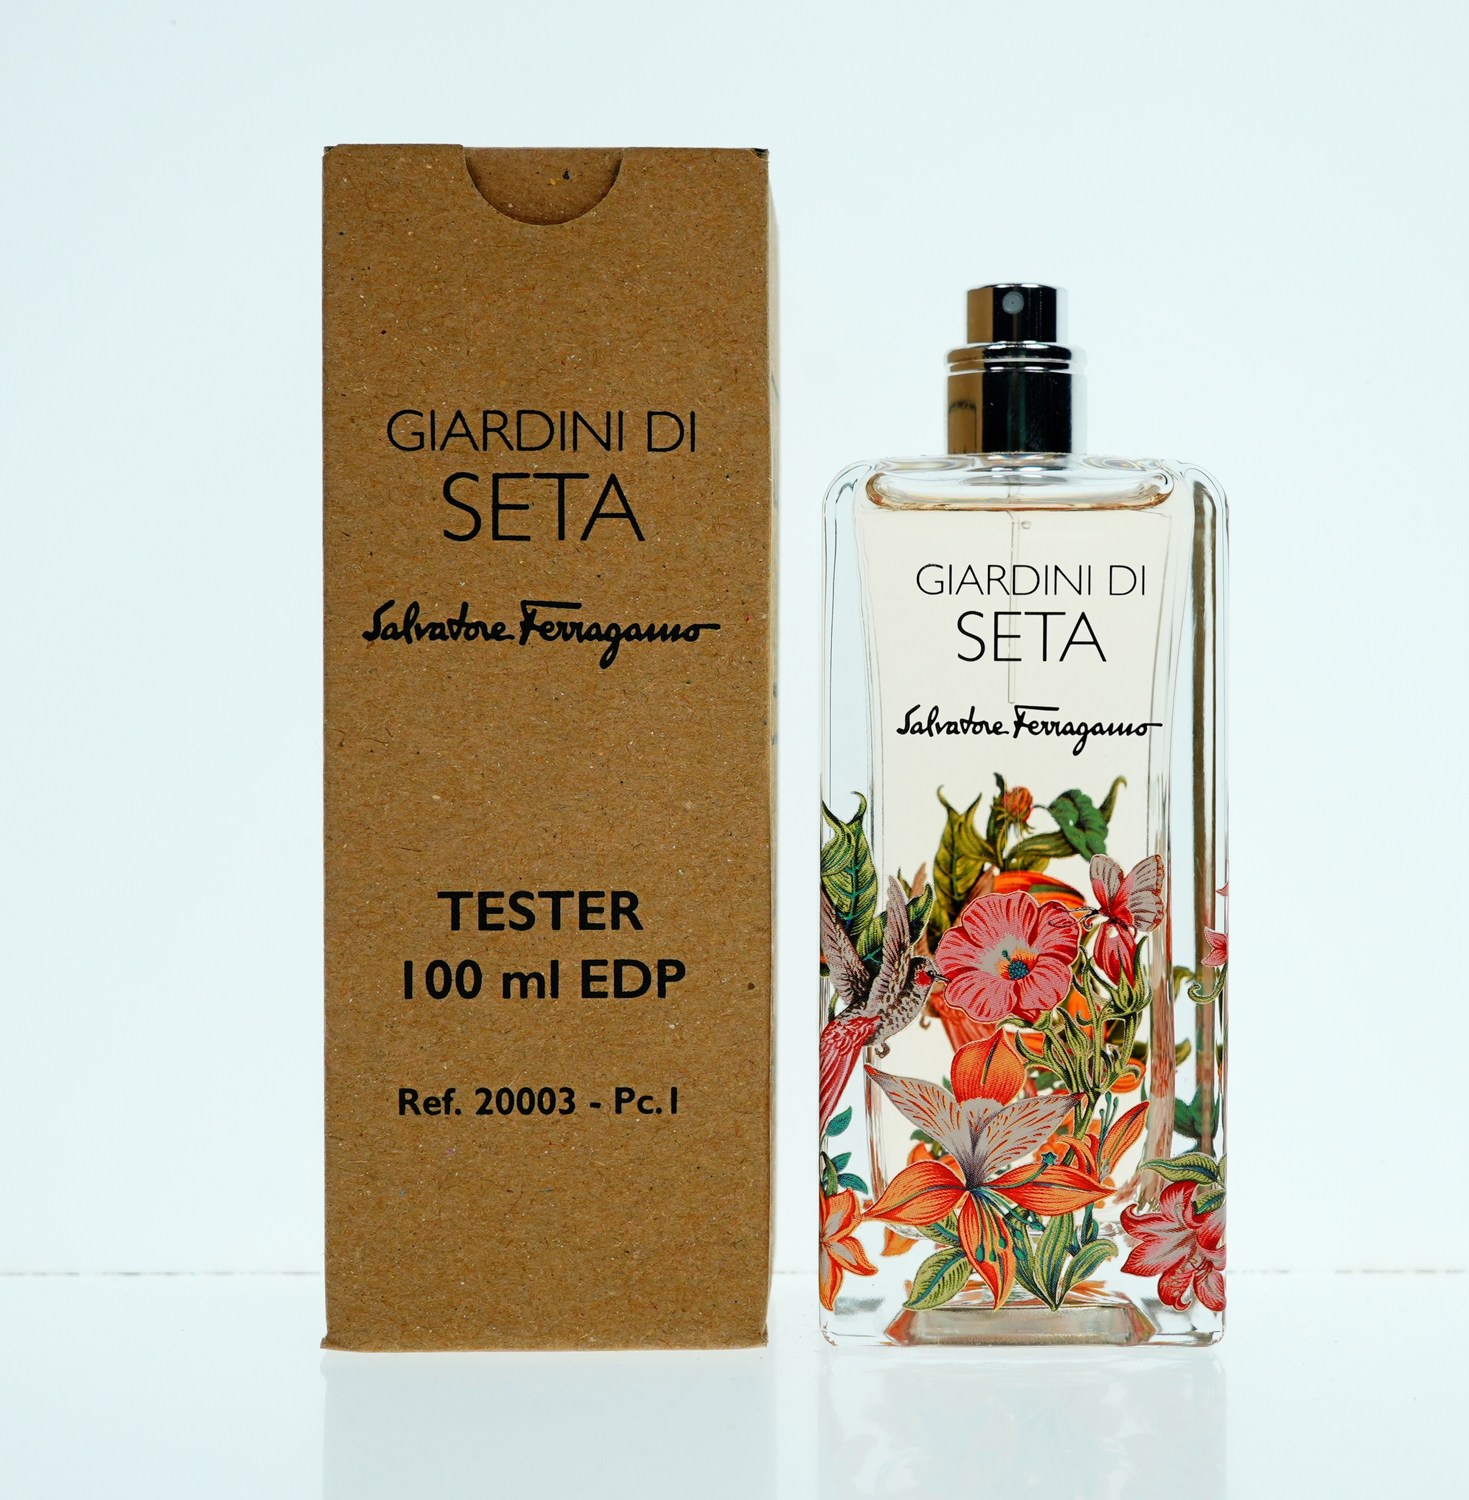 GIARDINI DI
SETA
Salvatore Ferragamo
TESTER
100 ml EDP
Ref. 20003 - Pc.1
GIARDINI DI
SETA
Salvatore Ferragamo